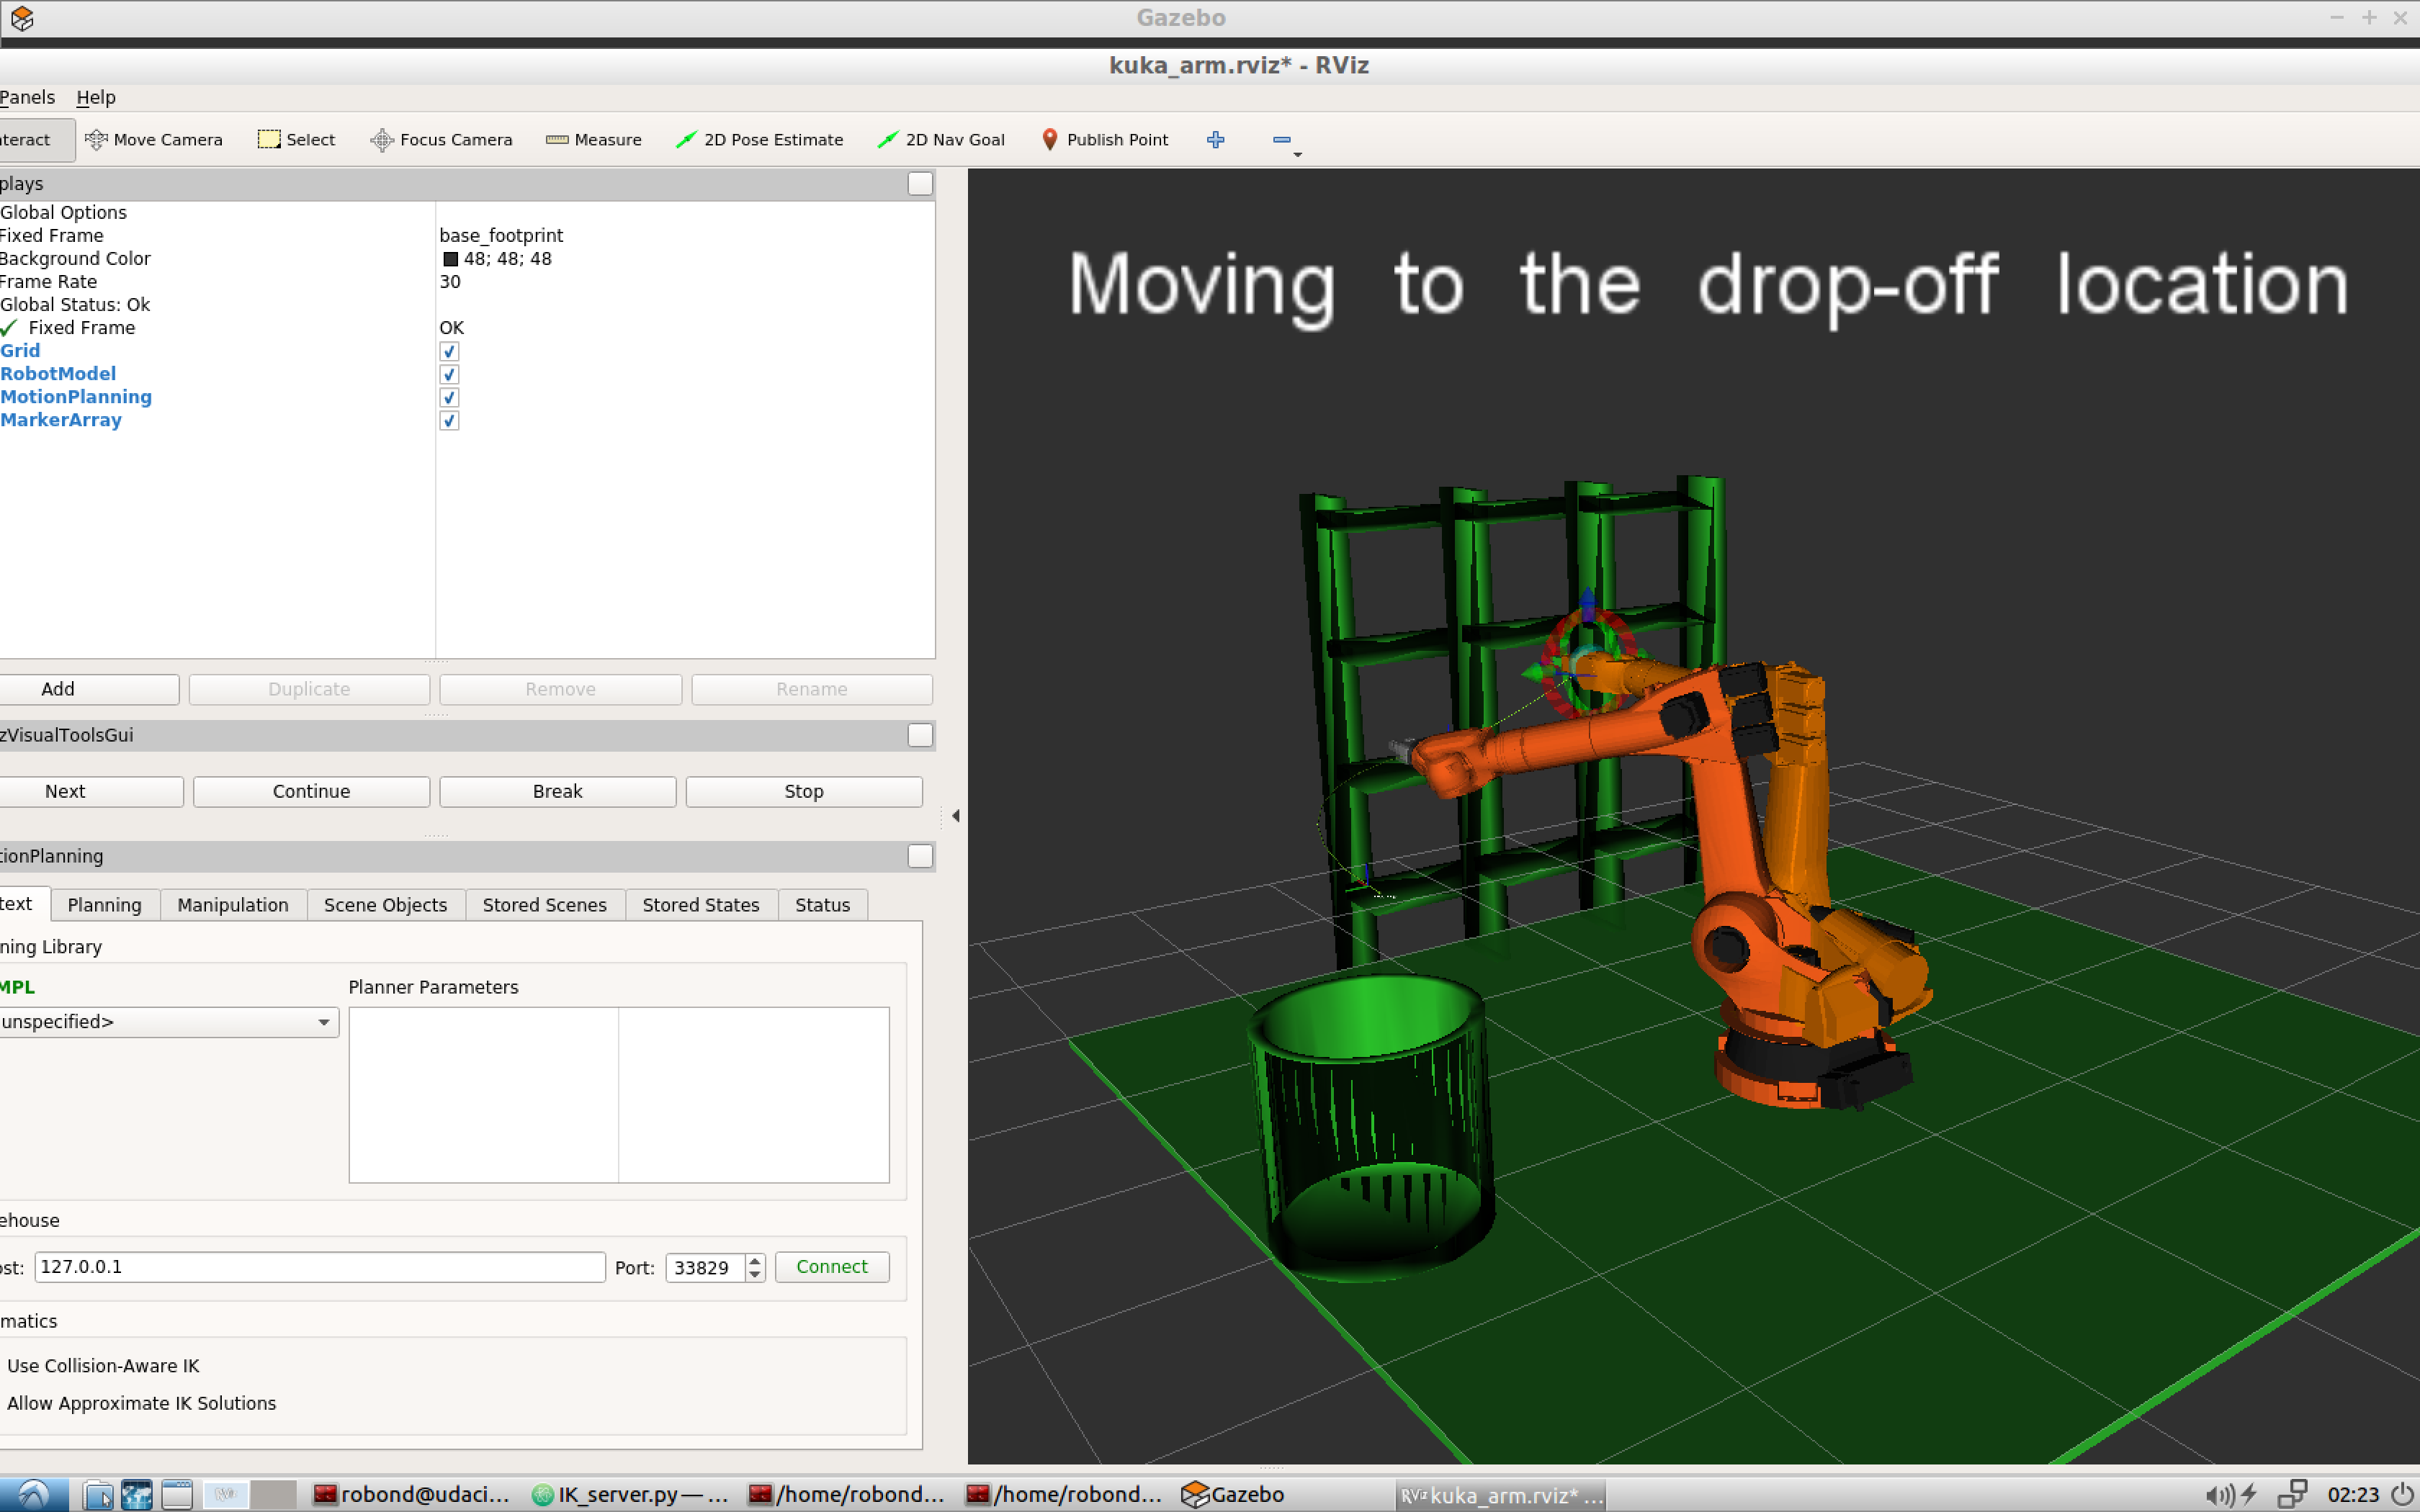 Gazebo
kuka_arm.rviz* - RViz
Panels Help
nteract Move Camera Select Focus Camera Measure 2D Pose Estimate 2D Nav Goal Publish Point
plays
Global Options
Fixed Frame base_footprint
Background Color 48; 48; 48
Frame Rate 30
Global Status: Ok
Fixed Frame OK
Grid
RobotModel
MotionPlanning
MarkerArray
Add Duplicate Remove Rename
zVisualToolsGui
Next Continue Break Stop
tionPlanning
text Planning Manipulation Scene Objects Stored Scenes Stored States Status
ning Library
MPL Planner Parameters
unspecified>
ehouse
ost: 127.0.0.1 Port: 33829 Connect
matics
Use Collision-Aware IK
Allow Approximate IK Solutions
Moving to the drop-off location
robond@udaci... IK_server.py — ... /home/robond... /home/robond... Gazebo RViz kuka_arm.rviz* ... 02:23